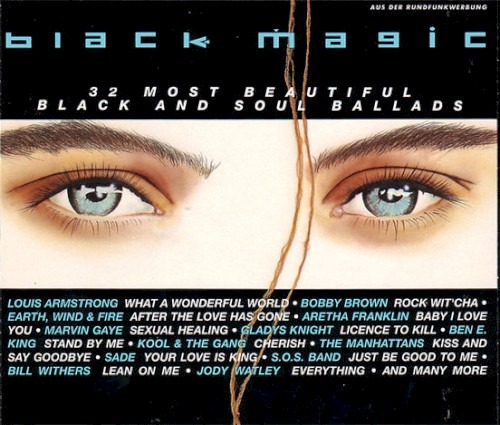 AUS DER RUNDFUNKWERBUNG
black magic
32 MOST BEAUTIFUL
BLACK AND SOUL BALLADS
LOUIS ARMSTRONG WHAT A WONDERFUL WORLD • BOBBY BROWN ROCK WIT'CHA •
EARTH, WIND & FIRE AFTER THE LOVE HAS GONE • ARETHA FRANKLIN BABY I LOVE
YOU • MARVIN GAYE SEXUAL HEALING • GLADYS KNIGHT LICENCE TO KILL • BEN E.
KING STAND BY ME • KOOL & THE GANG CHERISH • THE MANHATTANS KISS AND
SAY GOODBYE • SADE YOUR LOVE IS KING • S.O.S. BAND JUST BE GOOD TO ME •
BILL WITHERS LEAN ON ME • JODY WATLEY EVERYTHING • AND MANY MORE